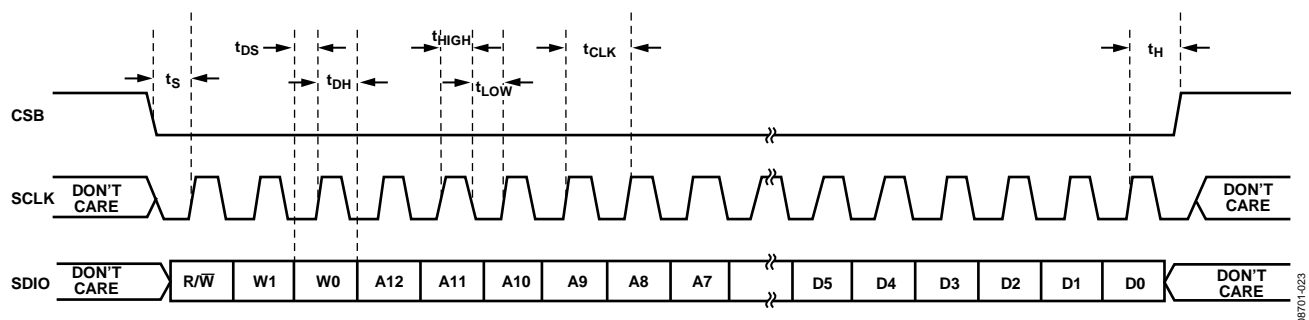 tDS
tHIGH
tCLK
tH
tS
tDH
tLOW
CSB
SCLK
DON'T
CARE
DON'T
CARE
SDIO
DON'T
CARE
R/W̅
W1
W0
A12
A11
A10
A9
A8
A7
D5
D4
D3
D2
D1
D0
DON'T
CARE
08701-023